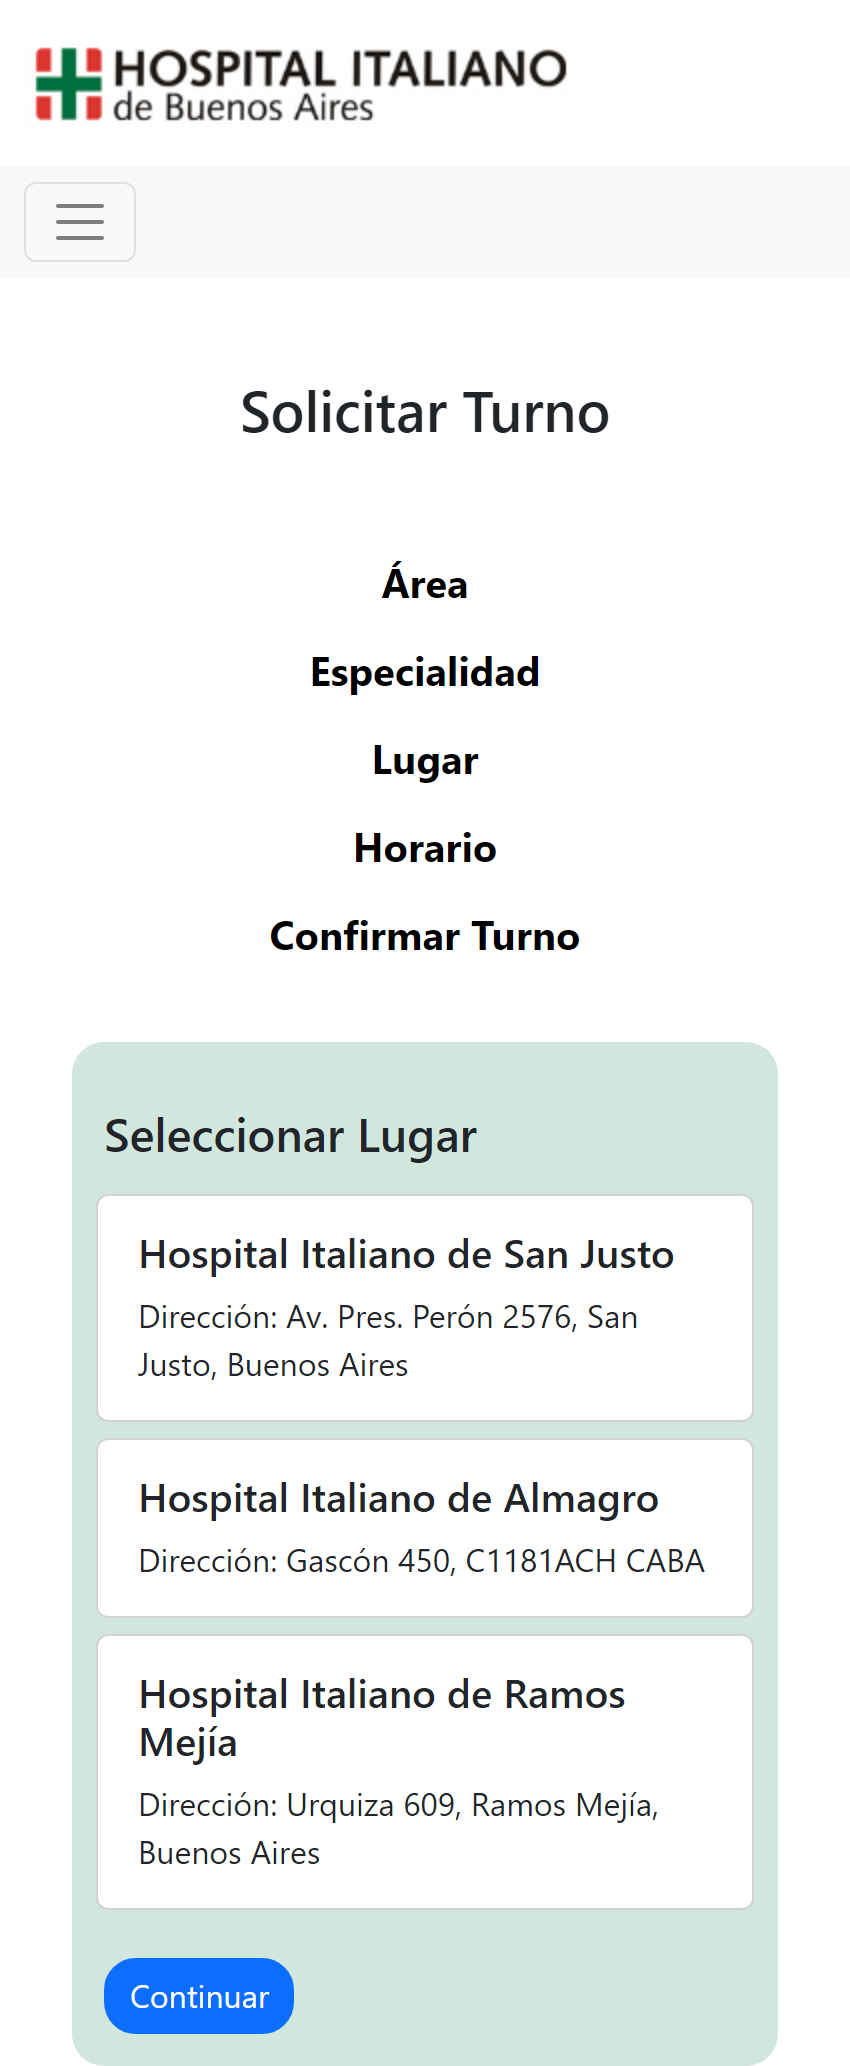 HOSPITAL ITALIANO
de Buenos Aires
Solicitar Turno
Área
Especialidad
Lugar
Horario
Confirmar Turno
Seleccionar Lugar
Hospital Italiano de San Justo
Dirección: Av. Pres. Perón 2576, San
Justo, Buenos Aires
Hospital Italiano de Almagro
Dirección: Gascón 450, C1181ACH CABA
Hospital Italiano de Ramos
Mejía
Dirección: Urquiza 609, Ramos Mejía,
Buenos Aires
Continuar